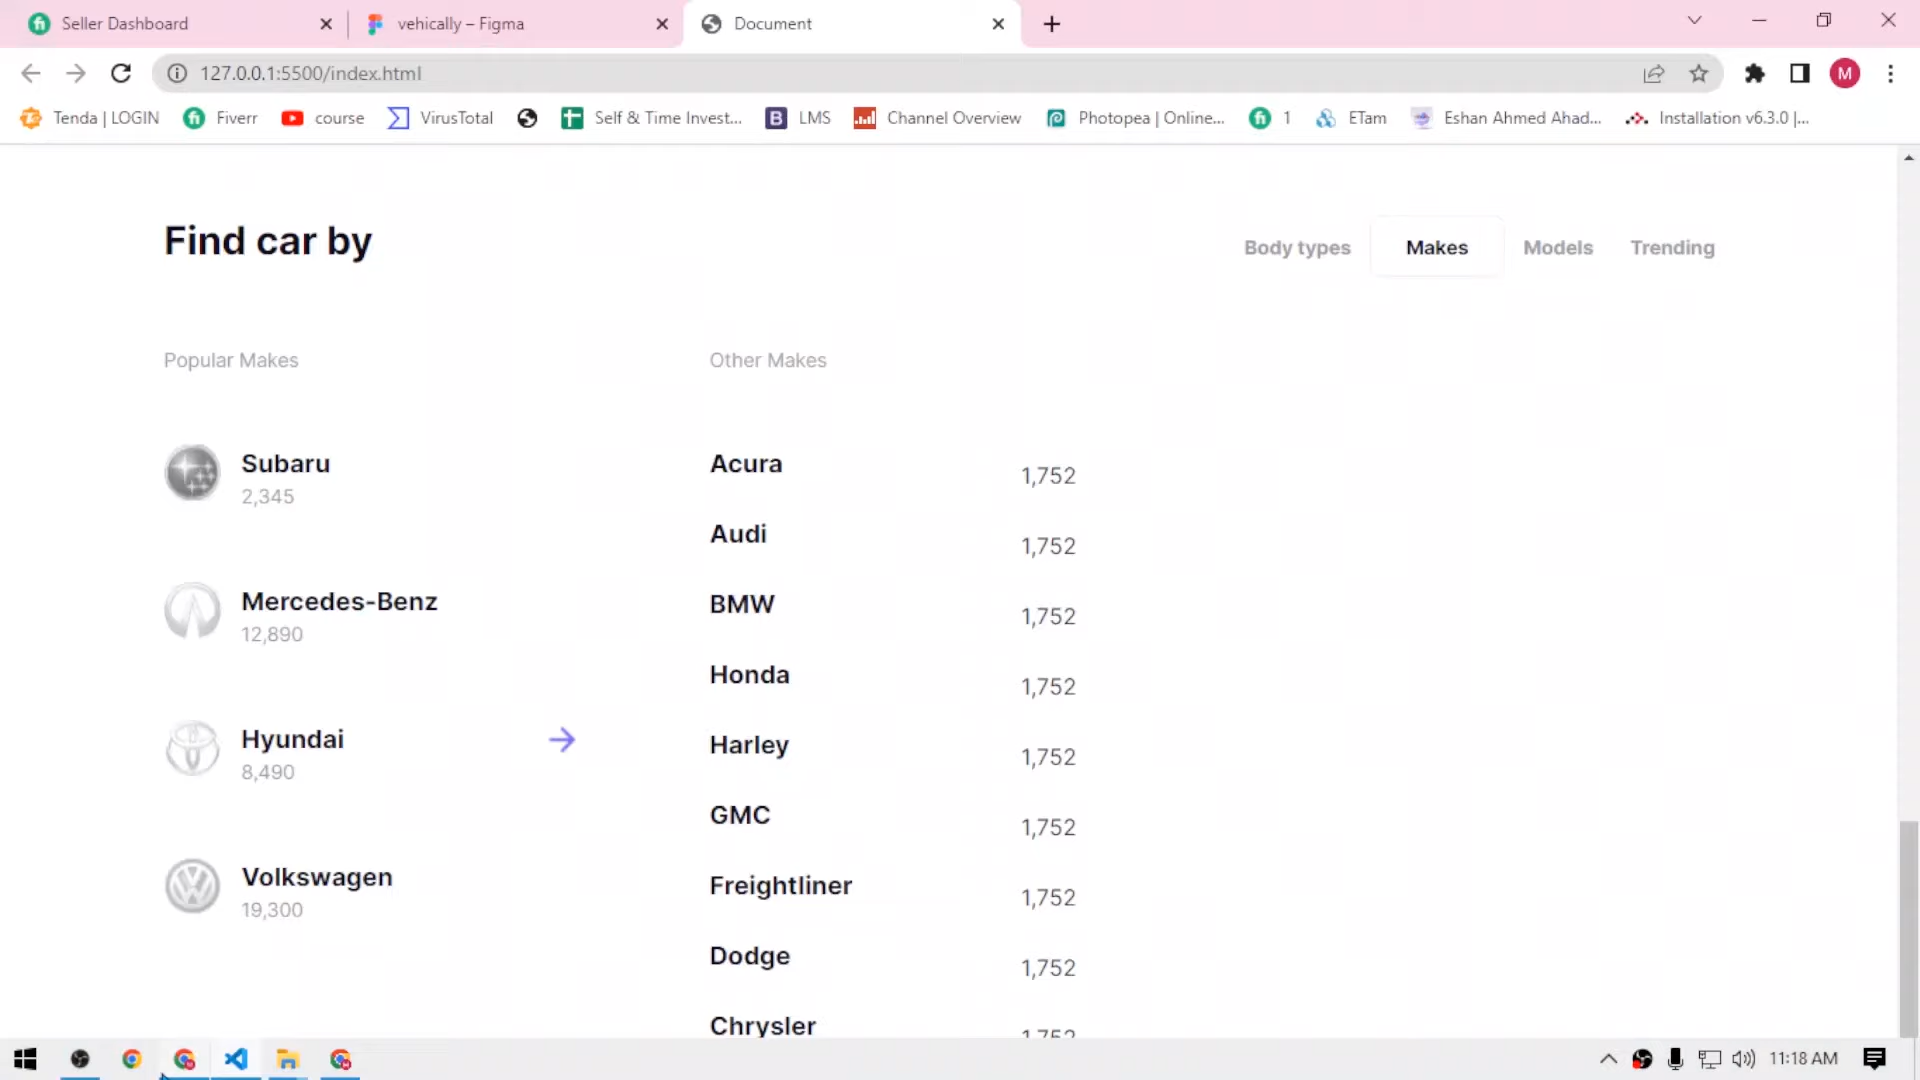 Seller Dashboard
vehically – Figma
Document
127.0.0.1:5500/index.html
M
Tenda | LOGIN
Fiverr
course
VirusTotal
Self & Time Invest...
LMS
Channel Overview
Photopea | Online...
1
ETam
Eshan Ahmed Ahad...
Installation v6.3.0 |...
Find car by
Body types
Makes
Models
Trending
Popular Makes
Other Makes
Subaru
2,345
Mercedes-Benz
12,890
Hyundai
8,490
Volkswagen
19,300
Acura 1,752
Audi 1,752
BMW 1,752
Honda 1,752
Harley 1,752
GMC 1,752
Freightliner 1,752
Dodge 1,752
Chrysler 1,752
11:18 AM